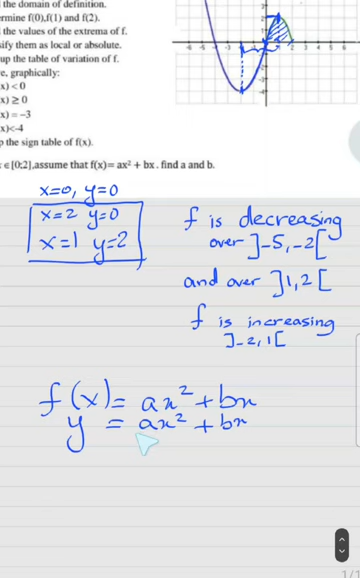 the domain of definition.
ermine f(0),f(1) and f(2).
the values of the extrema of f.
sify them as local or absolute.
up the table of variation of f.
e, graphically:
x) < 0
x) ≥ 0
x) = −3
x)<-4
the sign table of f(x).
∈ [0;2],assume that f(x)= ax² + bx . find a and b.
x=0, y=0
x=2 y=0
x=1 y=2
f is decreasing
over ]-5,-2[
and over ]1,2[
f is increasing
]-2,1[
f(x)= ax²+bx
y = ax²+bx